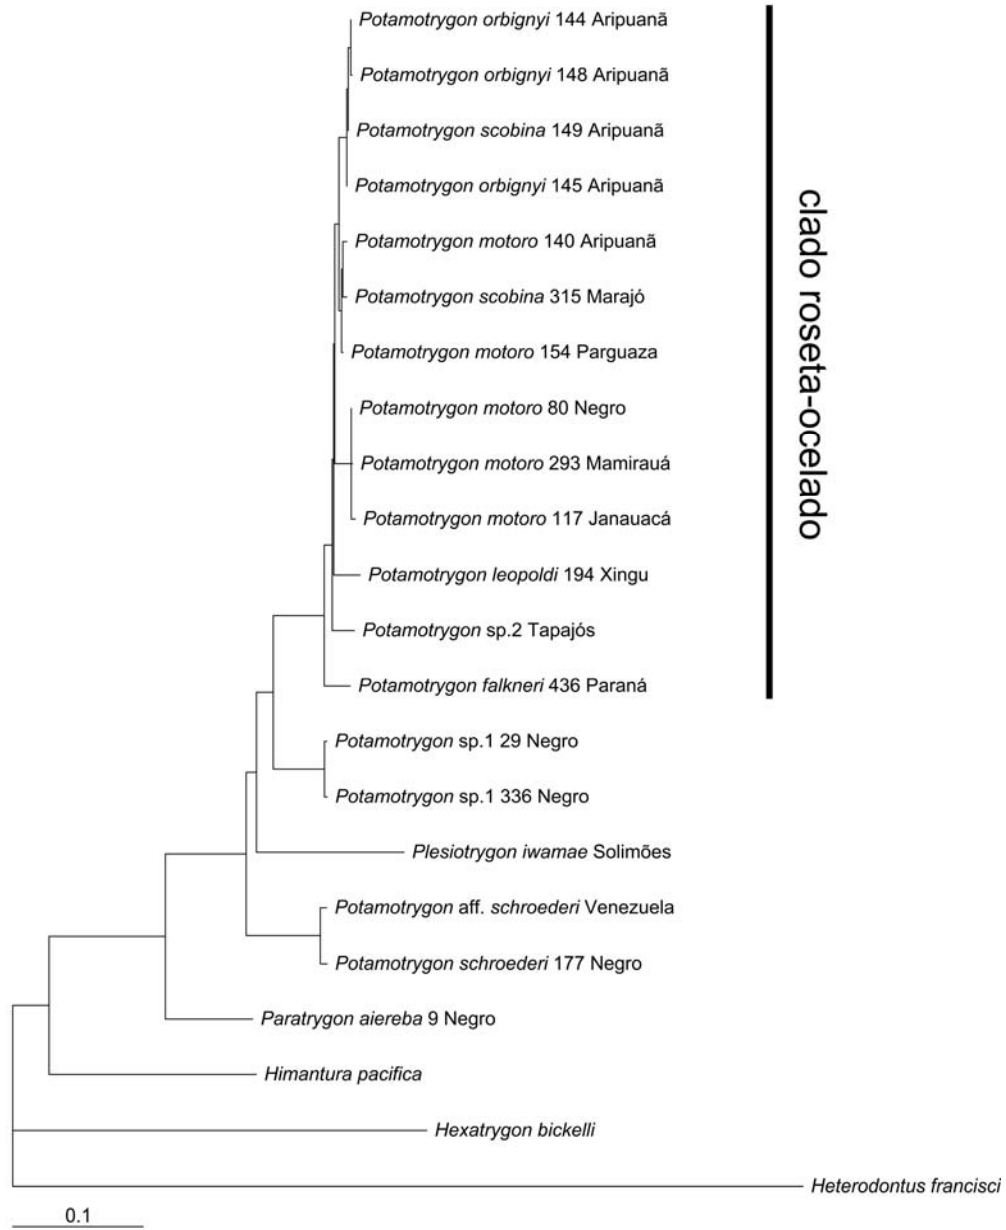 Potamotrygon orbignyi 144 Aripuanã
Potamotrygon orbignyi 148 Aripuanã
Potamotrygon scobina 149 Aripuanã
Potamotrygon orbignyi 145 Aripuanã
Potamotrygon motoro 140 Aripuanã
Potamotrygon scobina 315 Marajó
Potamotrygon motoro 154 Parguaza
Potamotrygon motoro 80 Negro
Potamotrygon motoro 293 Mamirauá
Potamotrygon motoro 117 Janauacá
Potamotrygon leopoldi 194 Xingu
Potamotrygon sp.2 Tapajós
Potamotrygon falkneri 436 Paraná
clado roseta-ocelado
Potamotrygon sp.1 29 Negro
Potamotrygon sp.1 336 Negro
Plesiotrygon iwamae Solimões
Potamotrygon aff. schroederi Venezuela
Potamotrygon schroederi 177 Negro
Paratrygon aiereba 9 Negro
Himantura pacifica
Hexatrygon bickelli
Heterodontus francisci
0.1